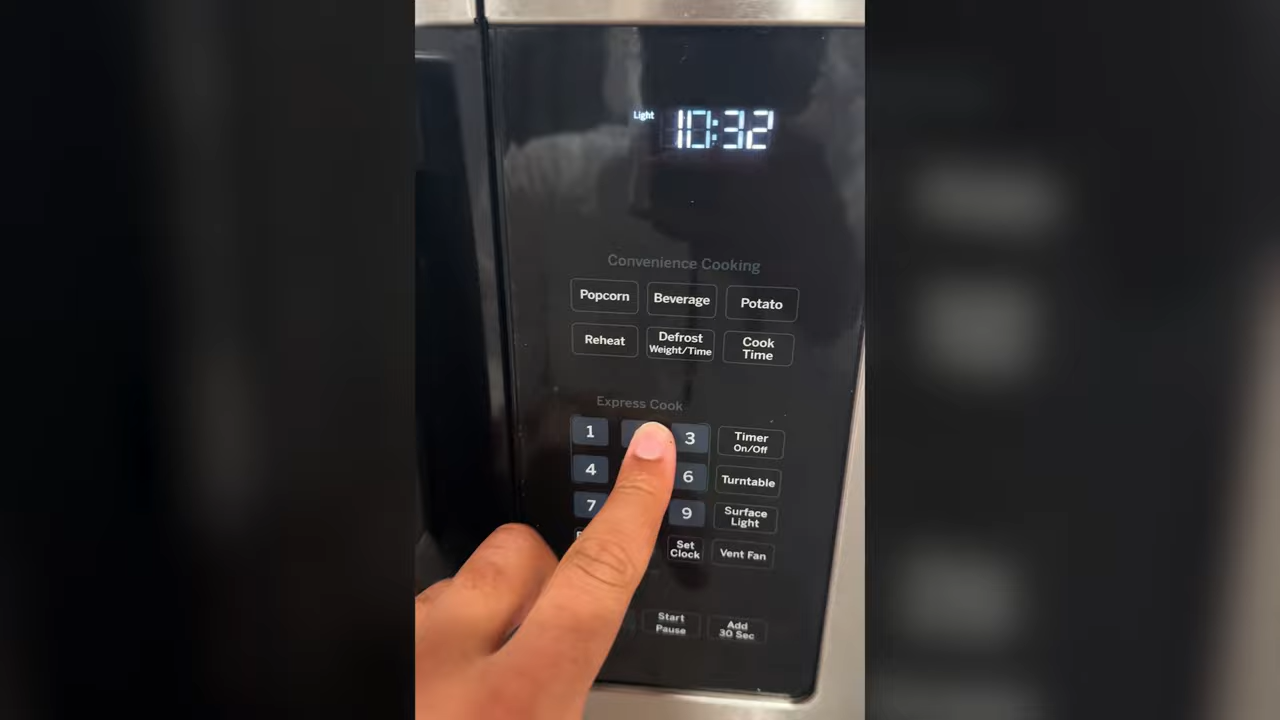 Light 10:32
Convenience Cooking
Popcorn Beverage Potato
Reheat Defrost Weight/Time Cook Time
Express Cook
1 3 Timer On/Off
4 6 Turntable
7 9 Surface Light
Set Clock Vent Fan
Start Pause Add 30 Sec